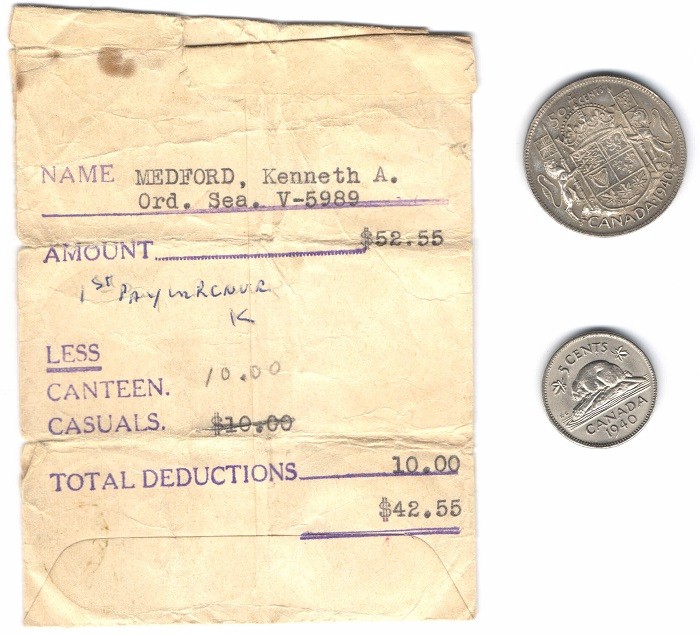 NAME MEDFORD, Kenneth A.
Ord. Sea. V-5989
AMOUNT $52.55
1ST PAY
K
LESS
CANTEEN. 10.00
CASUALS. $10.00
TOTAL DEDUCTIONS 10.00
$42.55
50 CENTS
CANADA 1940
5 CENTS
CANADA
1940